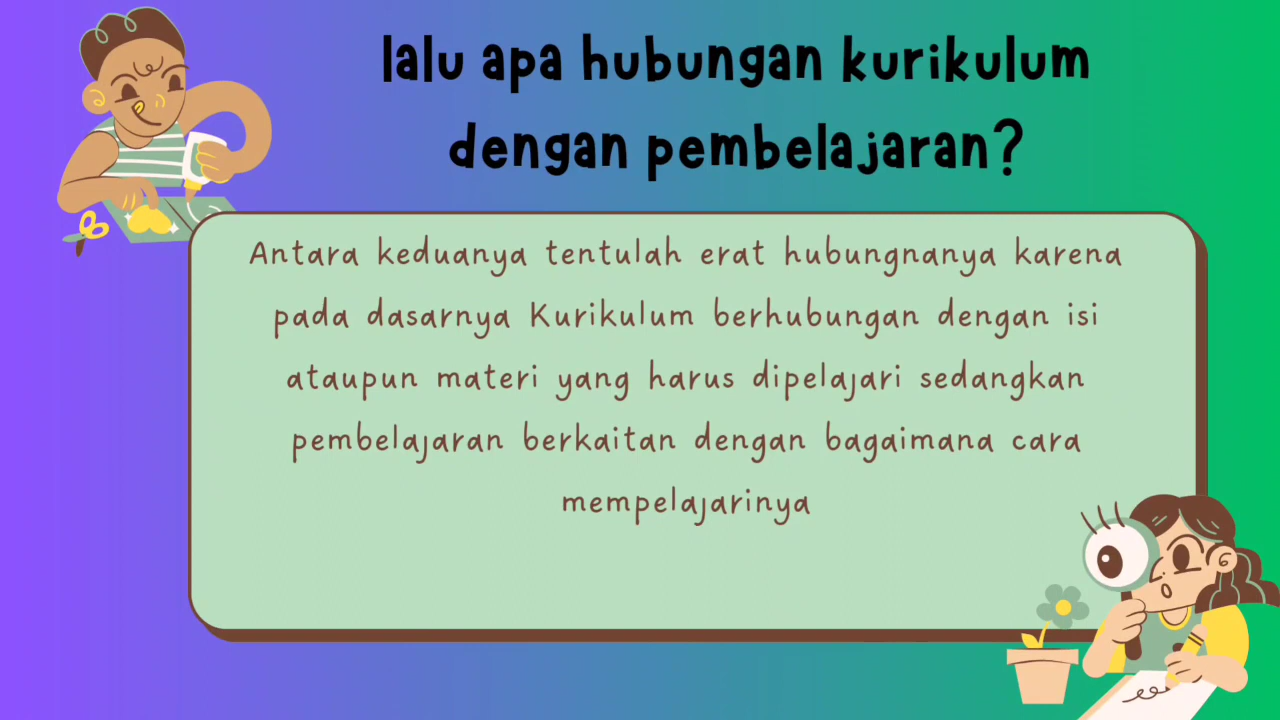 lalu apa hubungan kurikulum
dengan pembelajaran?
Antara keduanya tentulah erat hubungnanya karena
pada dasarnya Kurikulum berhubungan dengan isi
ataupun materi yang harus dipelajari sedangkan
pembelajaran berkaitan dengan bagaimana cara
mempelajarinya